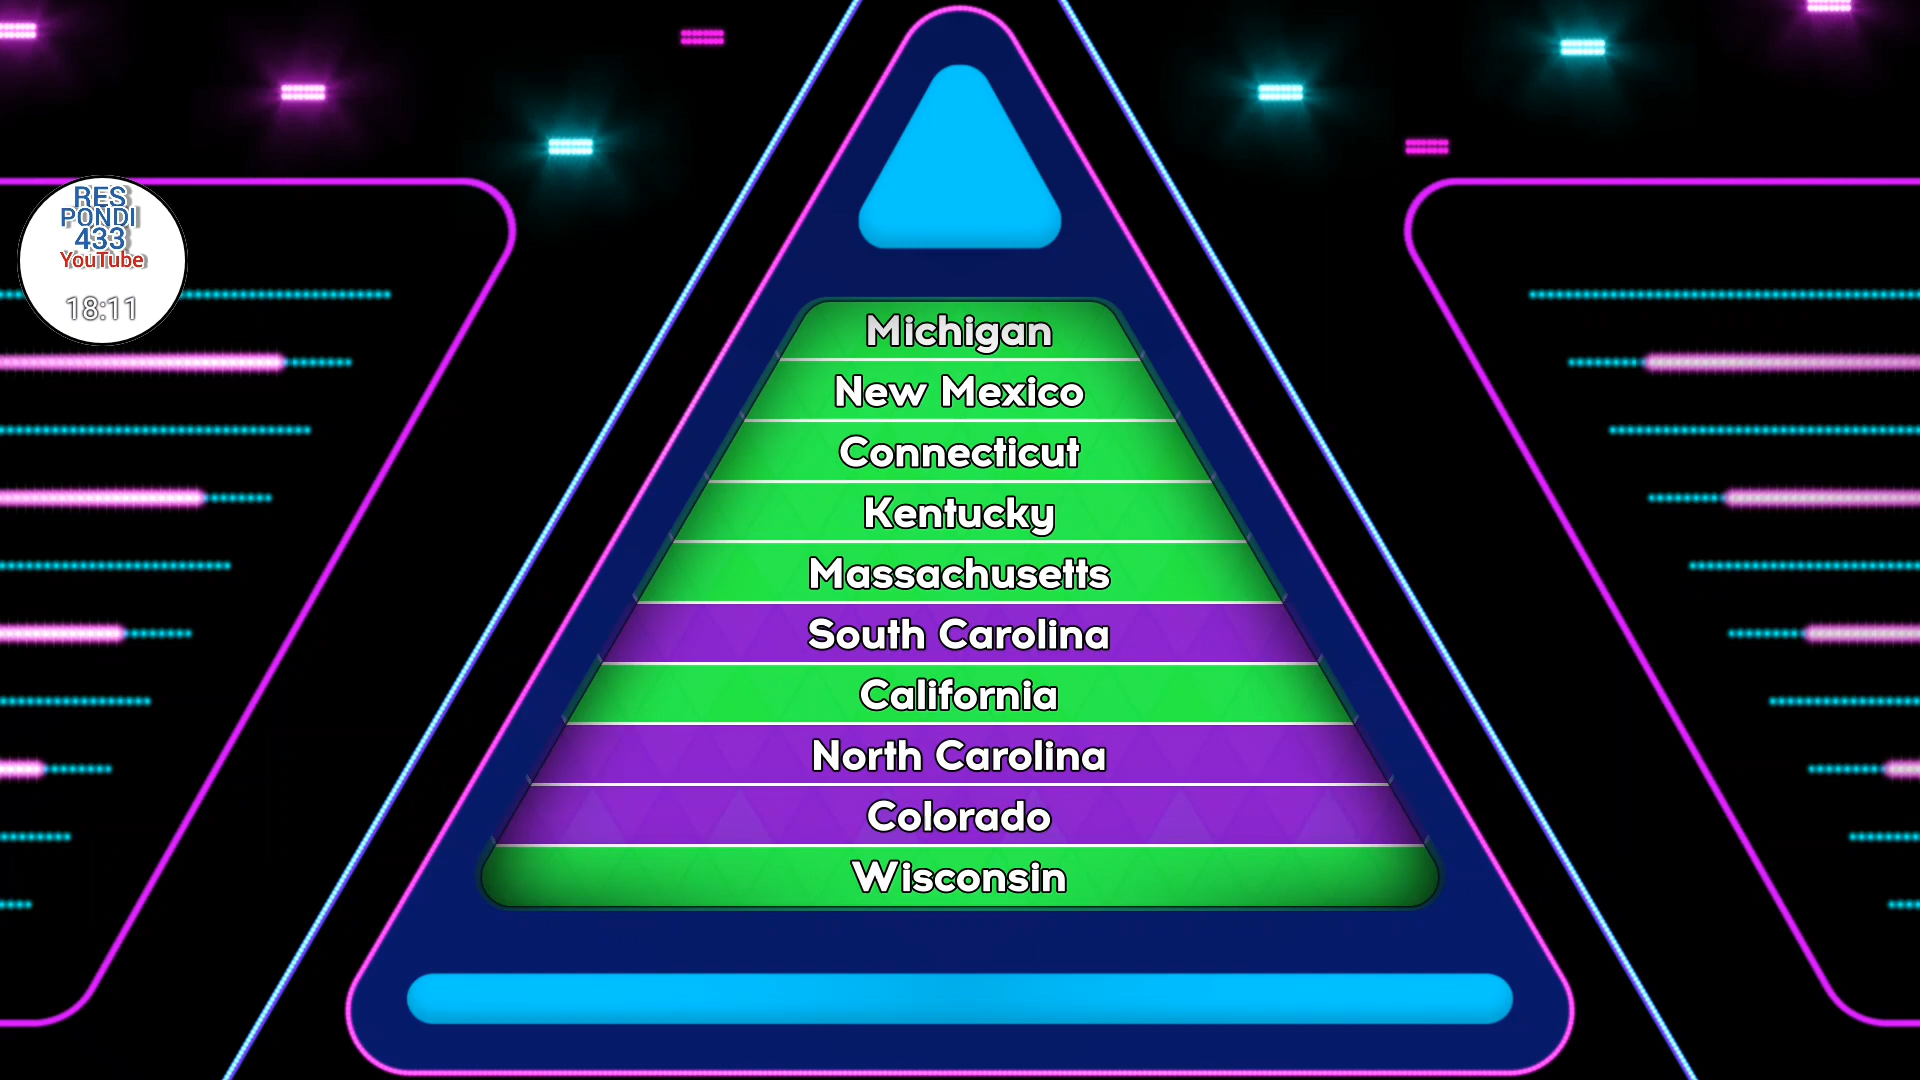 RES
PONDI
433
YouTube
18:11
Michigan
New Mexico
Connecticut
Kentucky
Massachusetts
South Carolina
California
North Carolina
Colorado
Wisconsin